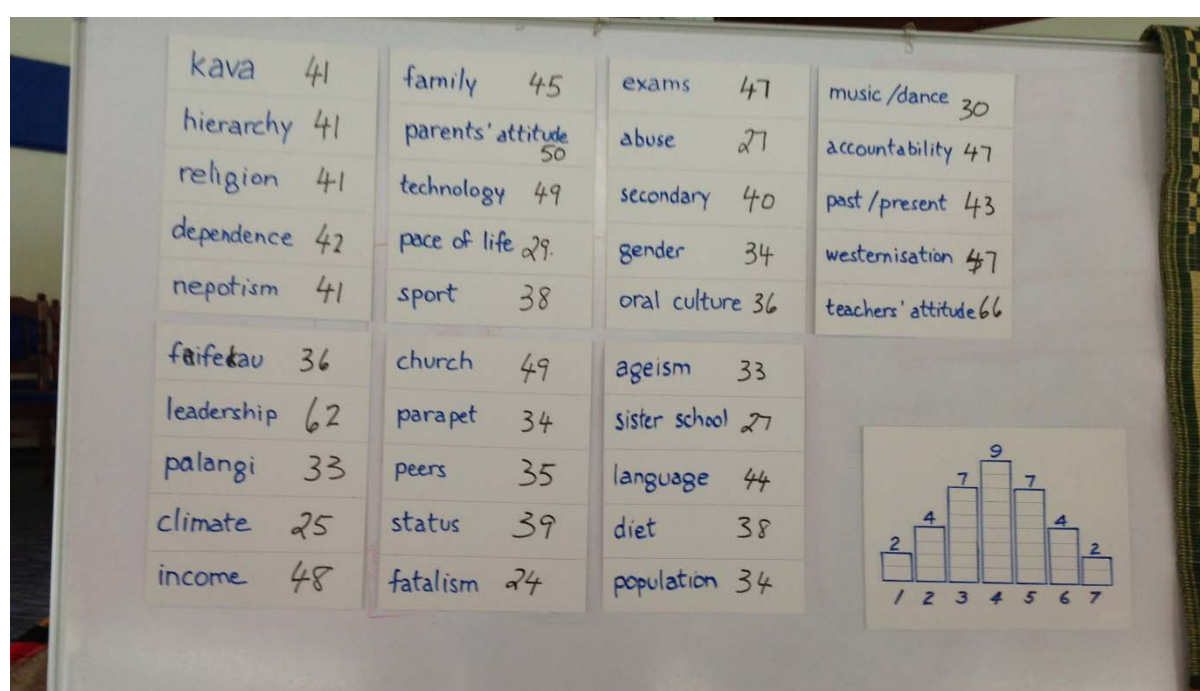 kava 41
hierarchy 41
religion 41
dependence 42
nepotism 41
family 45
parents' attitude
50
technology 49
pace of life 29.
sport 38
exams 47
abuse 27
secondary 40
gender 34
oral culture 36
music/dance 30
accountability 47
past/present 43
westernisation 47
teachers' attitude 66
faifekau 36
leadership 62
palangi 33
climate 25
income 48
church 49
parapet 34
peers 35
status 39
fatalism 24
ageism 33
sister school 27
language 44
diet 38
population 34
9
7 7
4 4
2 2
1 2 3 4 5 6 7